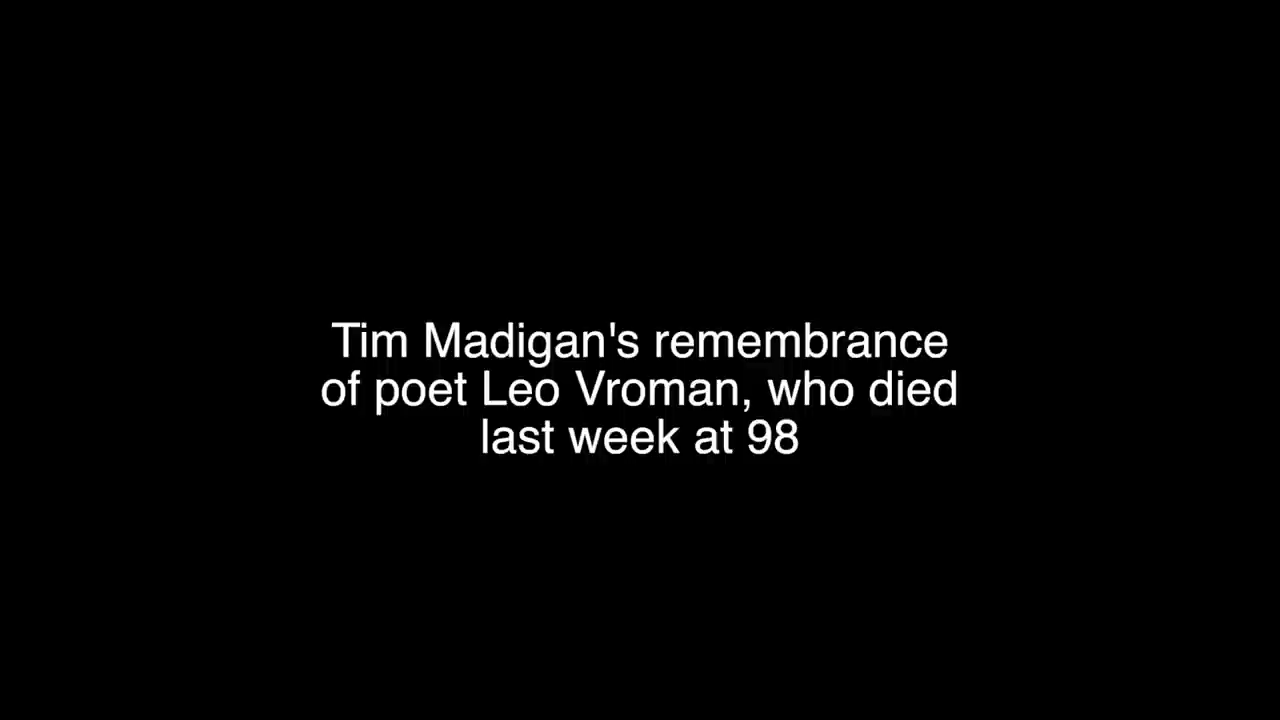 Tim Madigan's remembrance
of poet Leo Vroman, who died
last week at 98